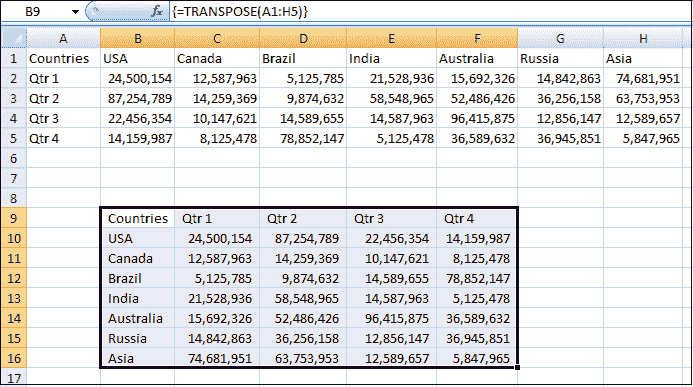 B9 fx {=TRANSPOSE(A1:H5)}
A B C D E F G H
1 Countries USA Canada Brazil India Australia Russia Asia
2 Qtr 1 24,500,154 12,587,963 5,125,785 21,528,936 15,692,326 14,842,863 74,681,951
3 Qtr 2 87,254,789 14,259,369 9,874,632 58,548,965 52,486,426 36,256,158 63,753,953
4 Qtr 3 22,456,354 10,147,621 14,589,655 14,587,963 96,415,875 12,856,147 12,589,657
5 Qtr 4 14,159,987 8,125,478 78,852,147 5,125,478 36,589,632 36,945,851 5,847,965
6
7
8
9 Countries Qtr 1 Qtr 2 Qtr 3 Qtr 4
10 USA 24,500,154 87,254,789 22,456,354 14,159,987
11 Canada 12,587,963 14,259,369 10,147,621 8,125,478
12 Brazil 5,125,785 9,874,632 14,589,655 78,852,147
13 India 21,528,936 58,548,965 14,587,963 5,125,478
14 Australia 15,692,326 52,486,426 96,415,875 36,589,632
15 Russia 14,842,863 36,256,158 12,856,147 36,945,851
16 Asia 74,681,951 63,753,953 12,589,657 5,847,965
17